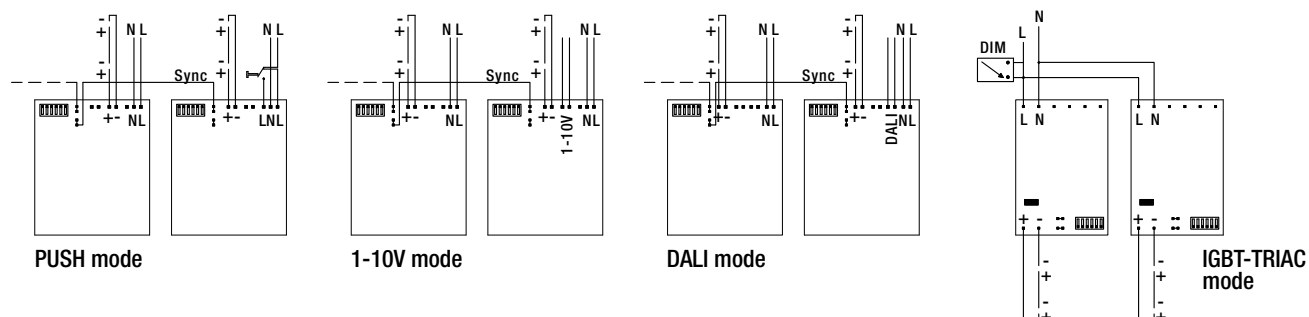 - N L
+
-
+
Sync
+- NL
- N L
+
-
+
LNL
+-
PUSH mode
- N L
+
-
+
Sync
+- NL
- N L
+
-
+
+- NL
1-10V
1-10V mode
- N L
+
-
+
Sync
+- NL
- N L
+
-
+
+- NL
DALI
DALI mode
N
L
DIM
L N
L N
+ -
+ -
-
+
-
+
-
+
-
+
IGBT-TRIAC
mode